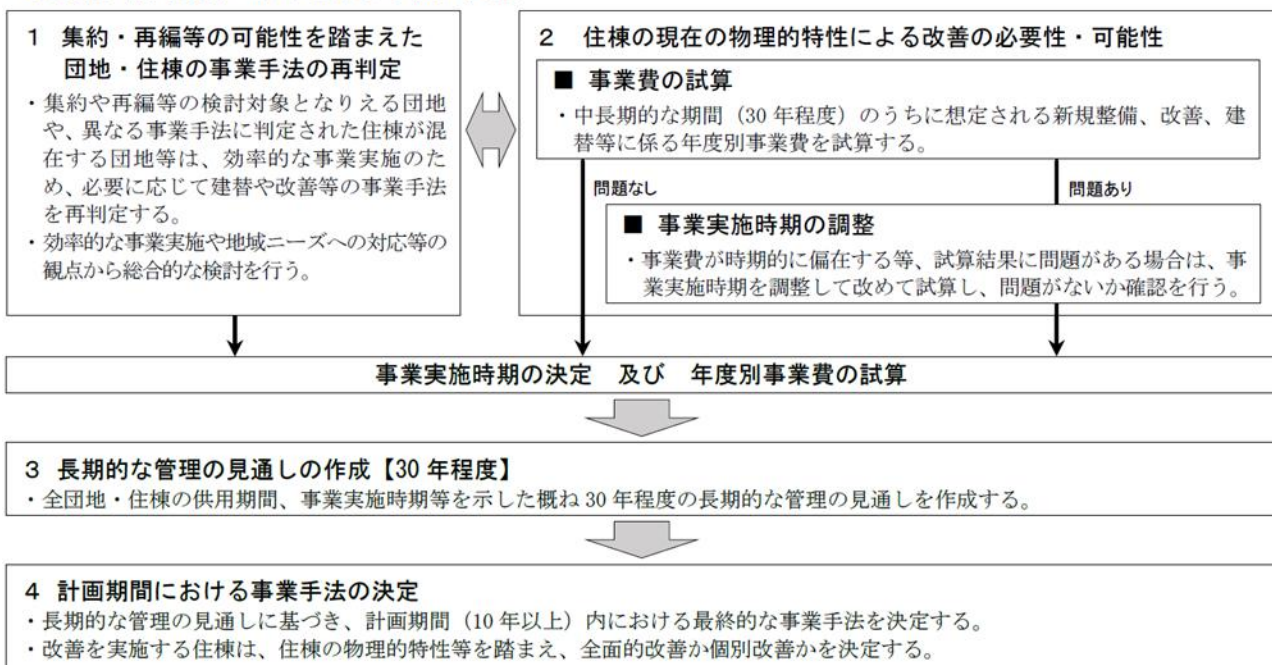 1 集約・再編等の可能性を踏まえた
団地・住棟の事業手法の再判定
・集約や再編等の検討対象となりえる団地
や、異なる事業手法に判定された住棟が混
在する団地等は、効率的な事業実施のた
め、必要に応じて建替や改善等の事業手法
を再判定する。
・効率的な事業実施や地域ニーズへの対応等の
観点から総合的な検討を行う。
2 住棟の現在の物理的特性による改善の必要性・可能性
■ 事業費の試算
・中長期的な期間（30 年程度）のうちに想定される新規整備、改善、建
替等に係る年度別事業費を試算する。
問題なし
問題あり
■ 事業実施時期の調整
・事業費が時期的に偏在する等、試算結果に問題がある場合は、事
業実施時期を調整して改めて試算し、問題がないか確認を行う。
事業実施時期の決定 及び 年度別事業費の試算
3 長期的な管理の見通しの作成【30 年程度】
・全団地・住棟の供用期間、事業実施時期等を示した概ね 30 年程度の長期的な管理の見通しを作成する。
4 計画期間における事業手法の決定
・長期的な管理の見通しに基づき、計画期間（10 年以上）内における最終的な事業手法を決定する。
・改善を実施する住棟は、住棟の物理的特性等を踏まえ、全面的改善か個別改善かを決定する。